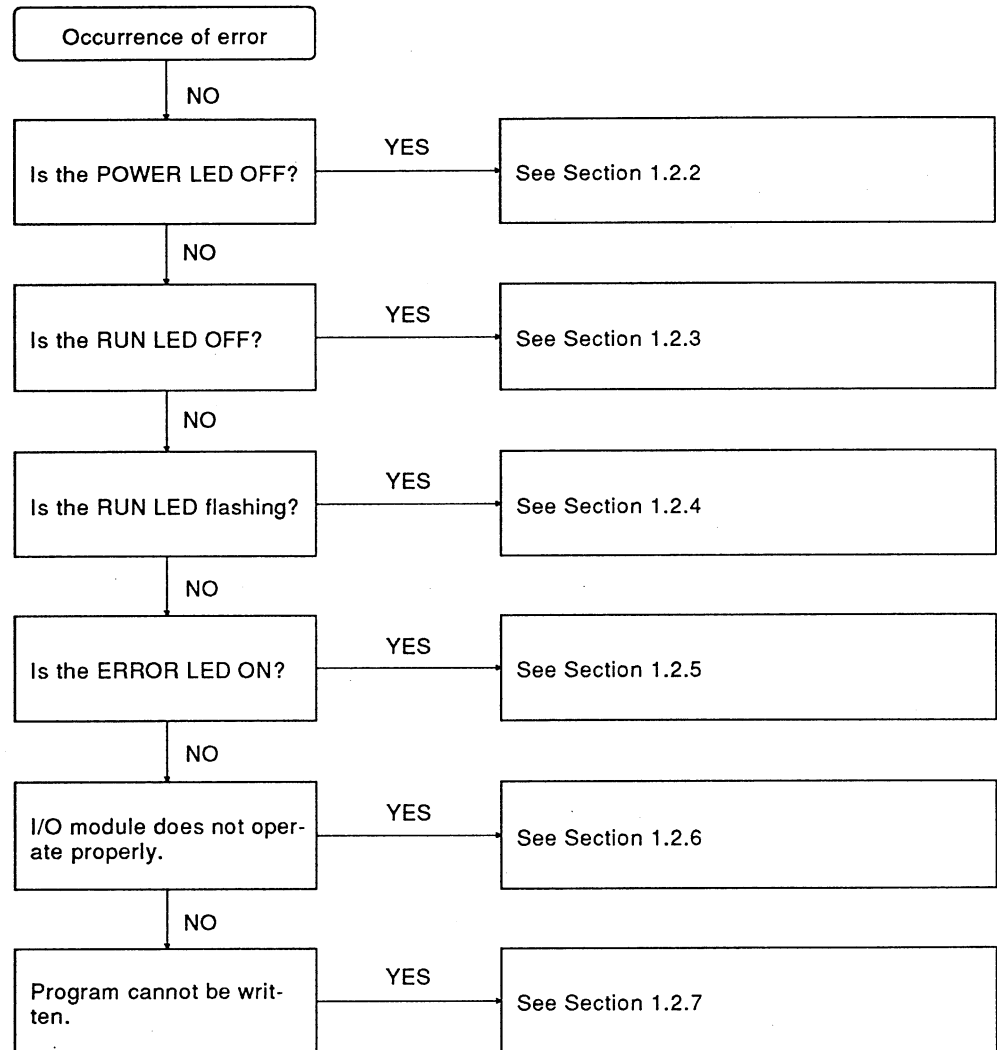 Occurrence of error
NO
Is the POWER LED OFF?
YES
See Section 1.2.2
NO
Is the RUN LED OFF?
YES
See Section 1.2.3
NO
Is the RUN LED flashing?
YES
See Section 1.2.4
NO
Is the ERROR LED ON?
YES
See Section 1.2.5
NO
I/O module does not oper-
ate properly.
YES
See Section 1.2.6
NO
Program cannot be writ-
ten.
YES
See Section 1.2.7